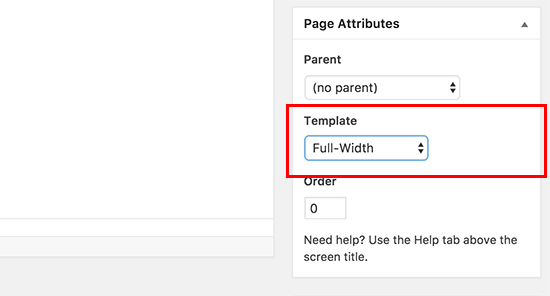 Page Attributes
Parent
(no parent)
Template
Full-Width
Order
0
Need help? Use the Help tab above the
screen title.